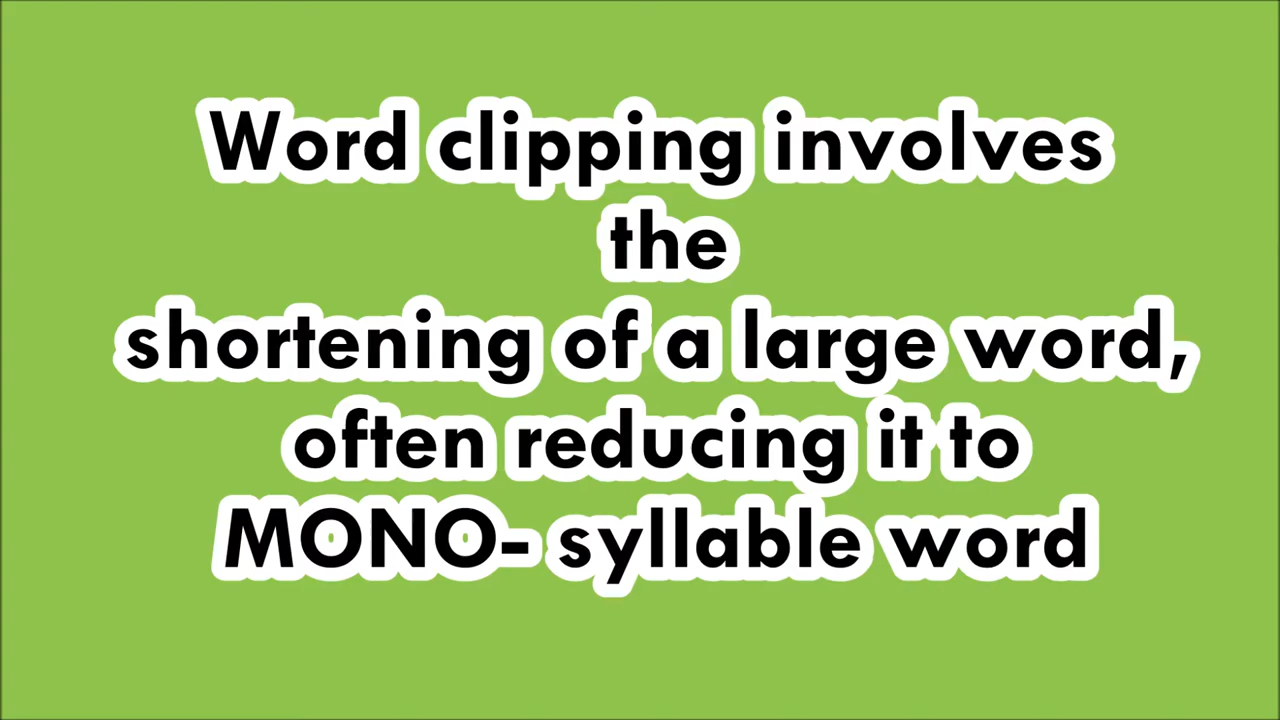 Word clipping involves
the
shortening of a large word,
often reducing it to
MONO- syllable word